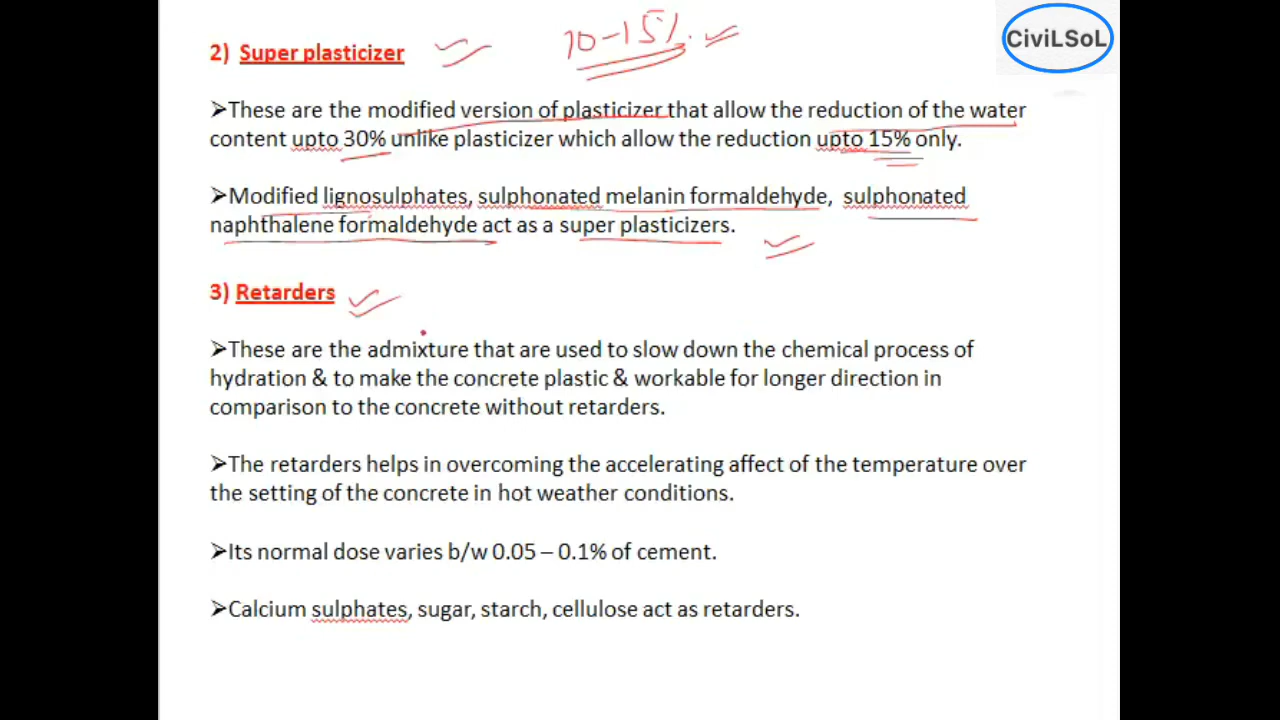 10-15%.
CiviLSoL
2) Super plasticizer
➢These are the modified version of plasticizer that allow the reduction of the water
content upto 30% unlike plasticizer which allow the reduction upto 15% only.
➢Modified lignosulphates, sulphonated melanin formaldehyde, sulphonated
naphthalene formaldehyde act as a super plasticizers.
3) Retarders
➢These are the admixture that are used to slow down the chemical process of
hydration & to make the concrete plastic & workable for longer direction in
comparison to the concrete without retarders.
➢The retarders helps in overcoming the accelerating affect of the temperature over
the setting of the concrete in hot weather conditions.
➢Its normal dose varies b/w 0.05 – 0.1% of cement.
➢Calcium sulphates, sugar, starch, cellulose act as retarders.